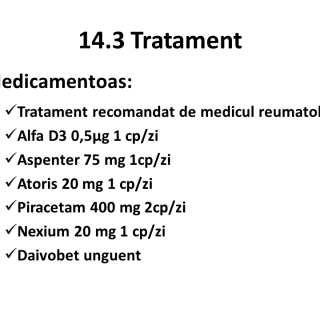 14.3 Tratament
edicamentoas:
✓Tratament recomandat de medicul reumatol
✓Alfa D3 0,5µg 1 cp/zi
✓Aspenter 75 mg 1cp/zi
✓Atoris 20 mg 1 cp/zi
✓Piracetam 400 mg 2cp/zi
✓Nexium 20 mg 1 cp/zi
✓Daivobet unguent